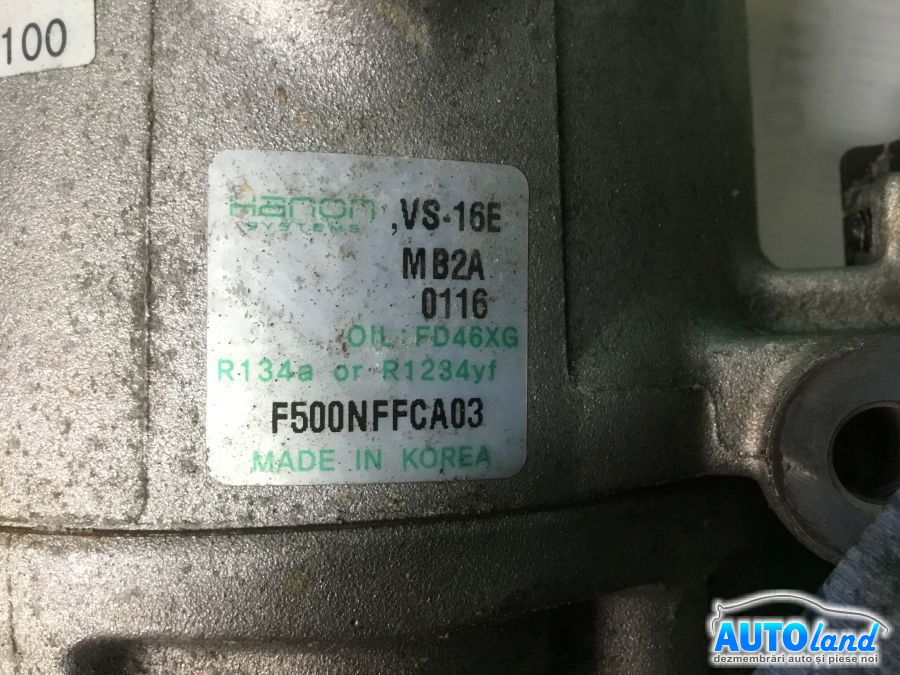 100
Hanon
SYSTEMS
,VS-16E
MB2A
0116
OIL : FD46XG
R134a or R1234yf
F500NFFCA03
MADE IN KOREA
AUTOland
dezmembrări auto și piese noi